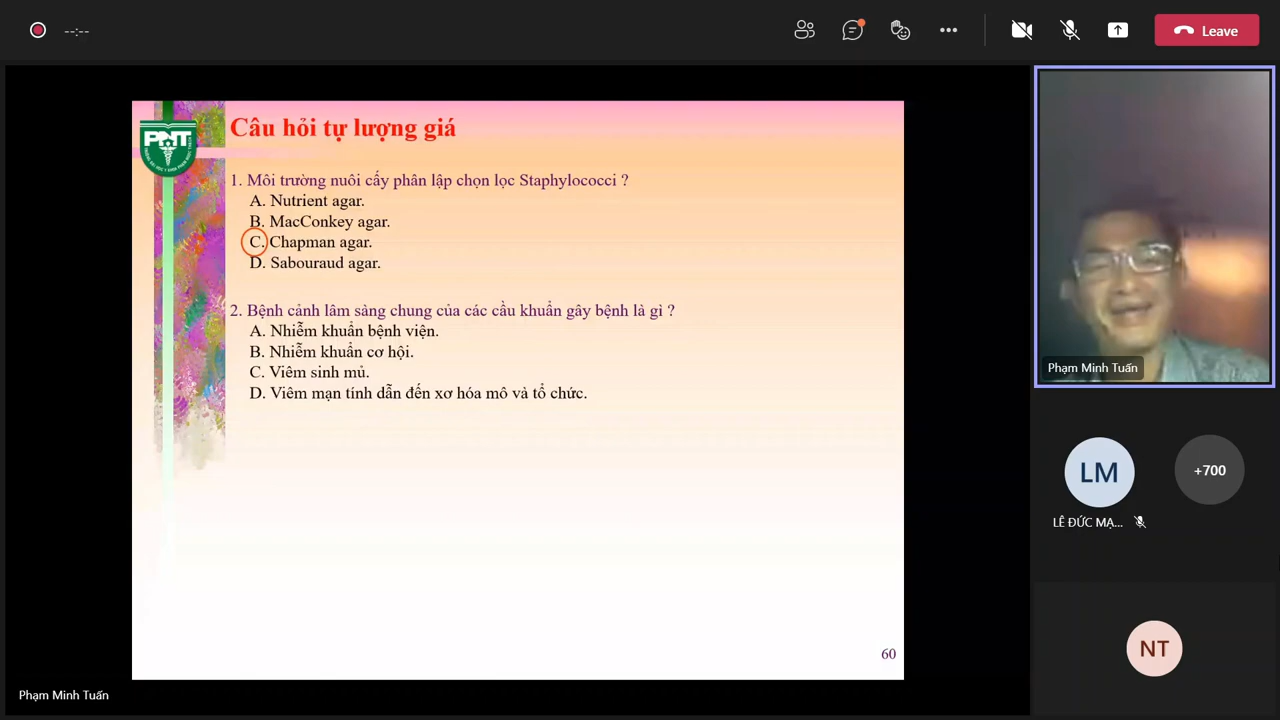 --:--
Leave
Câu hỏi tự lượng giá
PNT
1. Môi trường nuôi cấy phân lập chọn lọc Staphylococci ?
A. Nutrient agar.
B. MacConkey agar.
C. Chapman agar.
D. Sabouraud agar.
2. Bệnh cảnh lâm sàng chung của các cầu khuẩn gây bệnh là gì ?
A. Nhiễm khuẩn bệnh viện.
B. Nhiễm khuẩn cơ hội.
C. Viêm sinh mủ.
D. Viêm mạn tính dẫn đến xơ hóa mô và tổ chức.
60
Phạm Minh Tuấn
Phạm Minh Tuấn
LM
+700
LÊ ĐỨC MẠ...
NT